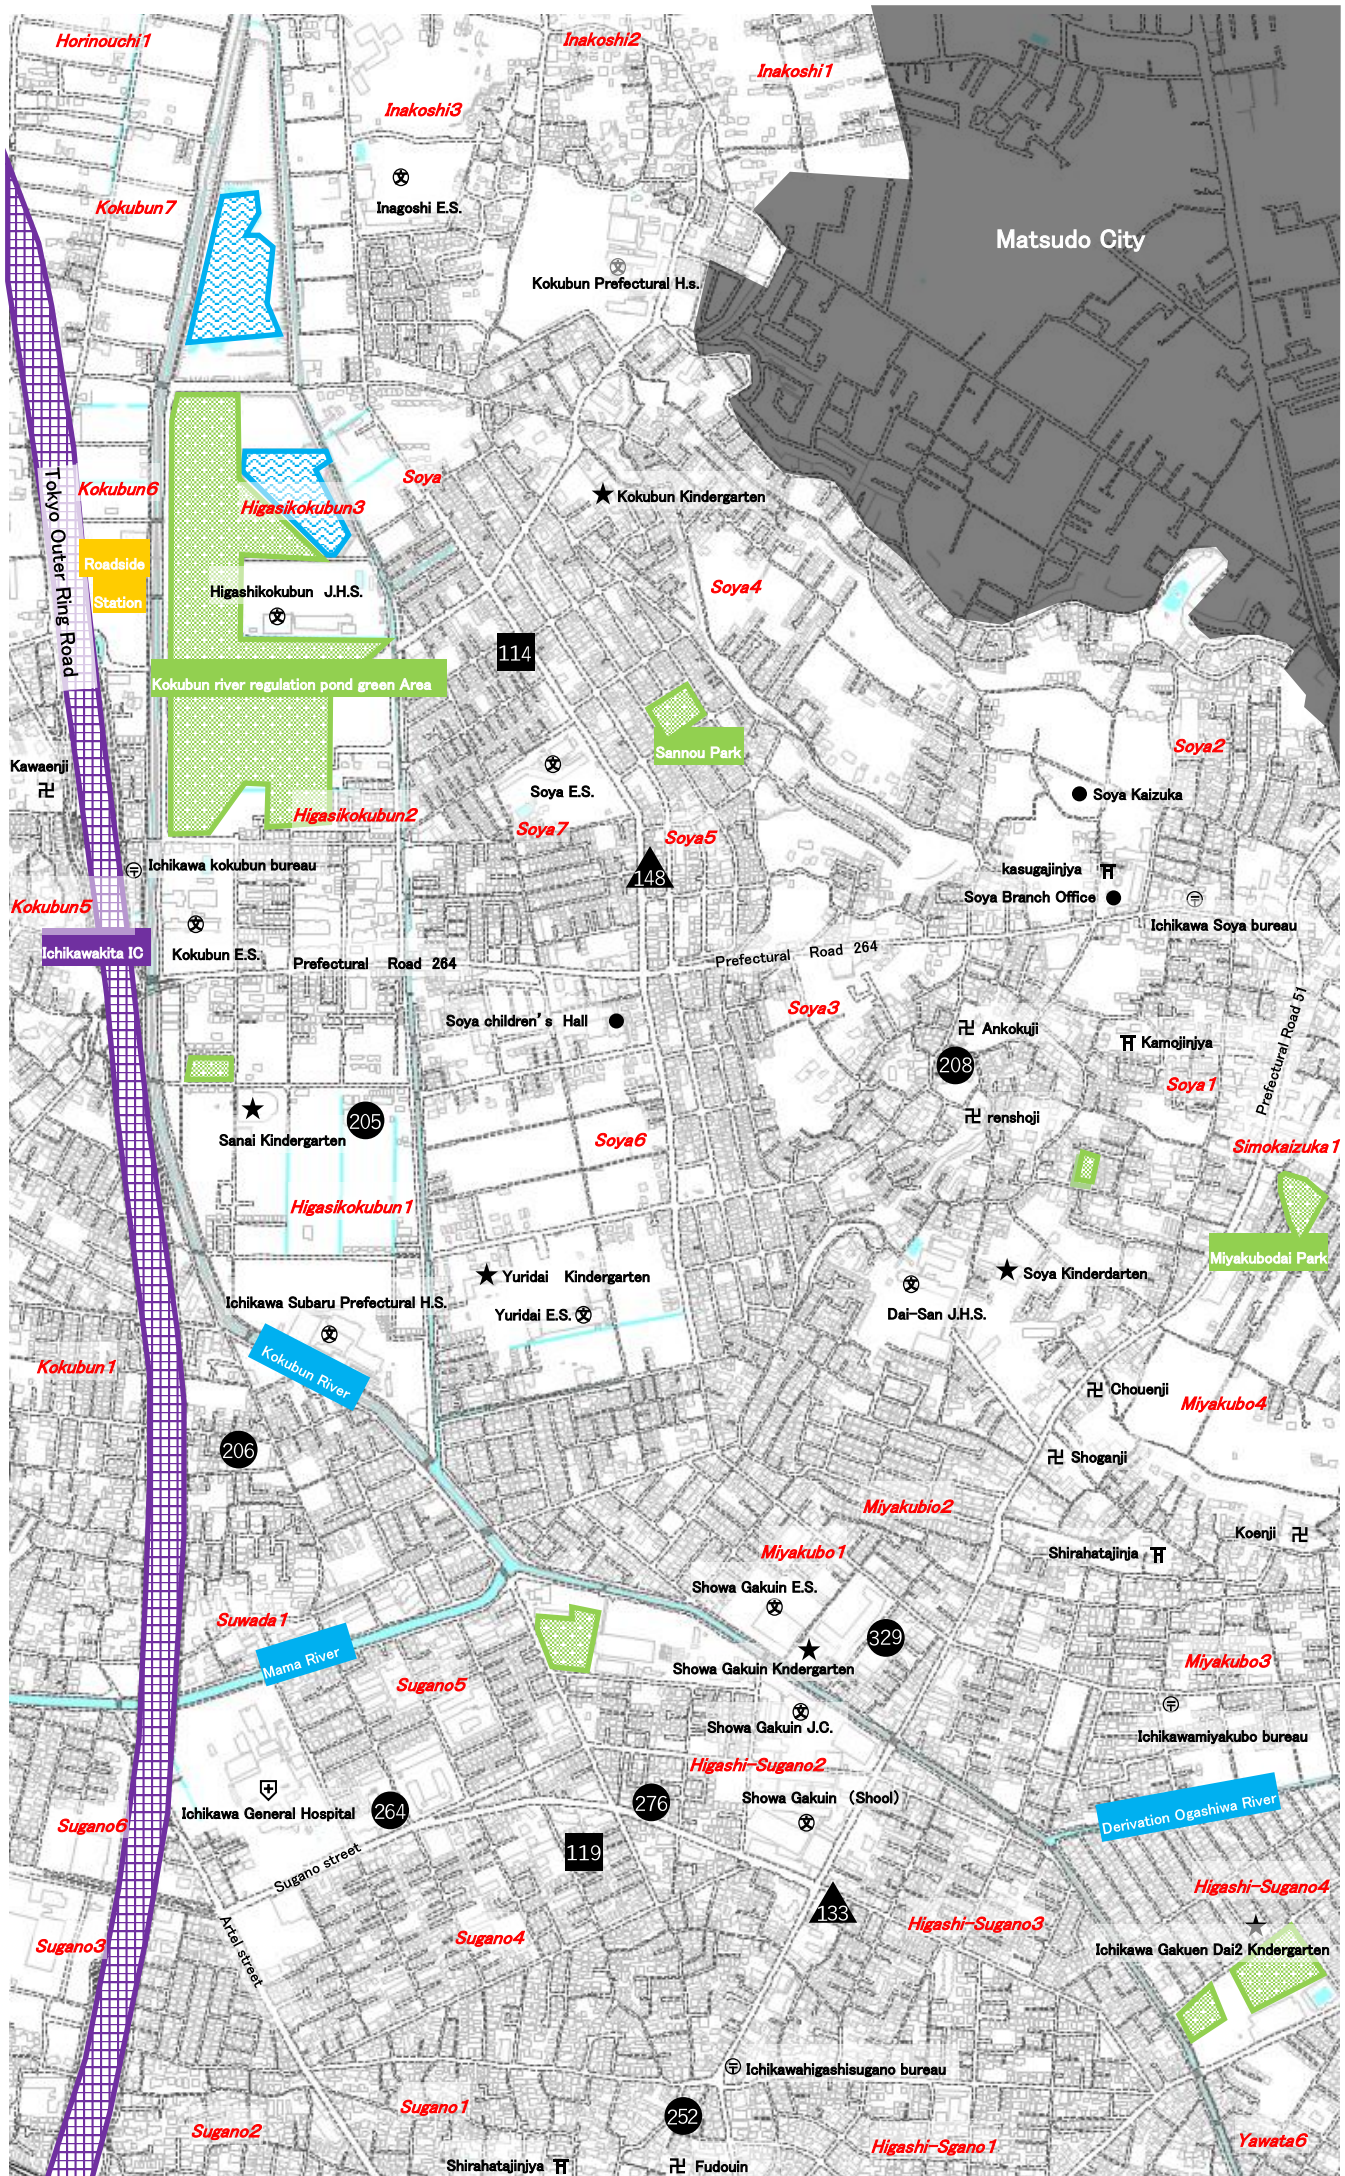 Horinouchi1
Inakoshi2
Inakoshi1
Inakoshi3
Inagoshi E.S.
Kokubun7
Matsudo City
Kokubun Prefectural H.s.
Soya
Kokubun6
Kokubun Kindergarten
Higasikokubun3
Tokyo Outer Ring Road
Roadside
Station
Higashikokubun J.H.S.
Soya4
114
Kokubun river regulation pond green Area
Sannou Park
Soya2
Kawaenji
卍
Soya E.S.
Soya Kaizuka
Higasikokubun2
Soya7
Soya5
148
Ichikawa kokubun bureau
kasugajinjya
Soya Branch Office
Kokubun5
Ichikawa Soya bureau
Ichikawakita IC
Kokubun E.S.
Prefectural Road 264
Prefectural Road 264
Soya3
Prefectural Road 51
Soya children's Hall
卍 Ankokuji
Kamojinjya
208
Soya1
卍 renshoji
205
Sanai Kindergarten
Soya6
Simokaizuka1
Higasikokubun1
Miyakubodai Park
Yuridai Kindergarten
Soya Kinderdarten
Ichikawa Subaru Prefectural H.S.
Yuridai E.S.
Dai-San J.H.S.
Kokubun River
Kokubun1
卍 Chouenji
Miyakubo4
206
卍 Shoganji
Miyakubio2
Koenji 卍
Miyakubo1
Shirahatajinja
Showa Gakuin E.S.
Suwada1
329
Mama River
Showa Gakuin Kndergarten
Miyakubo3
Sugano5
Showa Gakuin J.C.
Ichikawamiyakubo bureau
Higashi-Sugano2
Showa Gakuin （Shool）
276
264
Ichikawa General Hospital
Derivation Ogashiwa River
Sugano6
119
Sugano street
Higashi-Sugano4
133
Higashi-Sugano3
Artel street
Sugano4
Sugano3
Ichikawa Gakuen Dai2 Kndergarten
Ichikawahigashisugano bureau
Sugano1
252
Sugano2
Higashi-Sgano1
Yawata6
Shirahatajinjya
卍 Fudouin